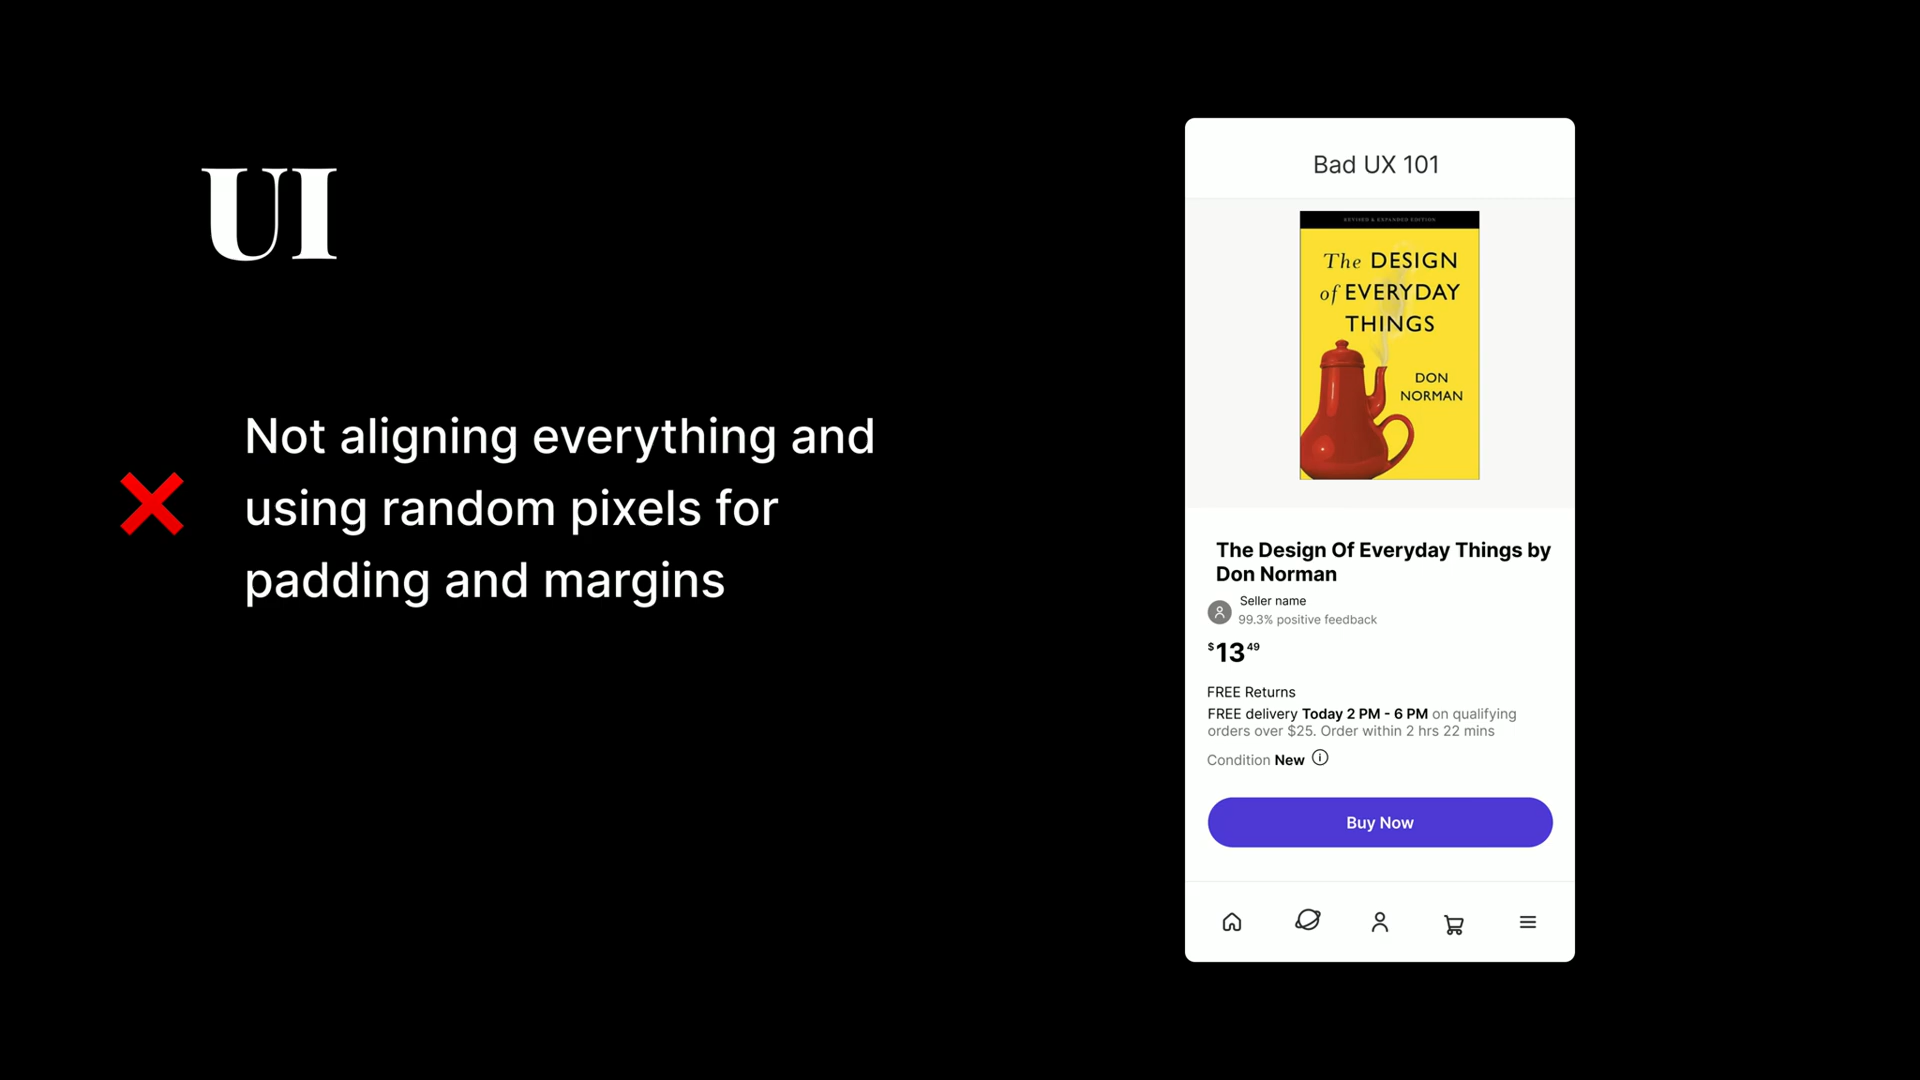 UI
Not aligning everything and
using random pixels for
padding and margins
Bad UX 101
REVISED & EXPANDED EDITION
The DESIGN
of EVERYDAY
THINGS
DON
NORMAN
The Design Of Everyday Things by
Don Norman
Seller name
99.3% positive feedback
$13 49
FREE Returns
FREE delivery Today 2 PM - 6 PM on qualifying
orders over $25. Order within 2 hrs 22 mins
Condition New
Buy Now